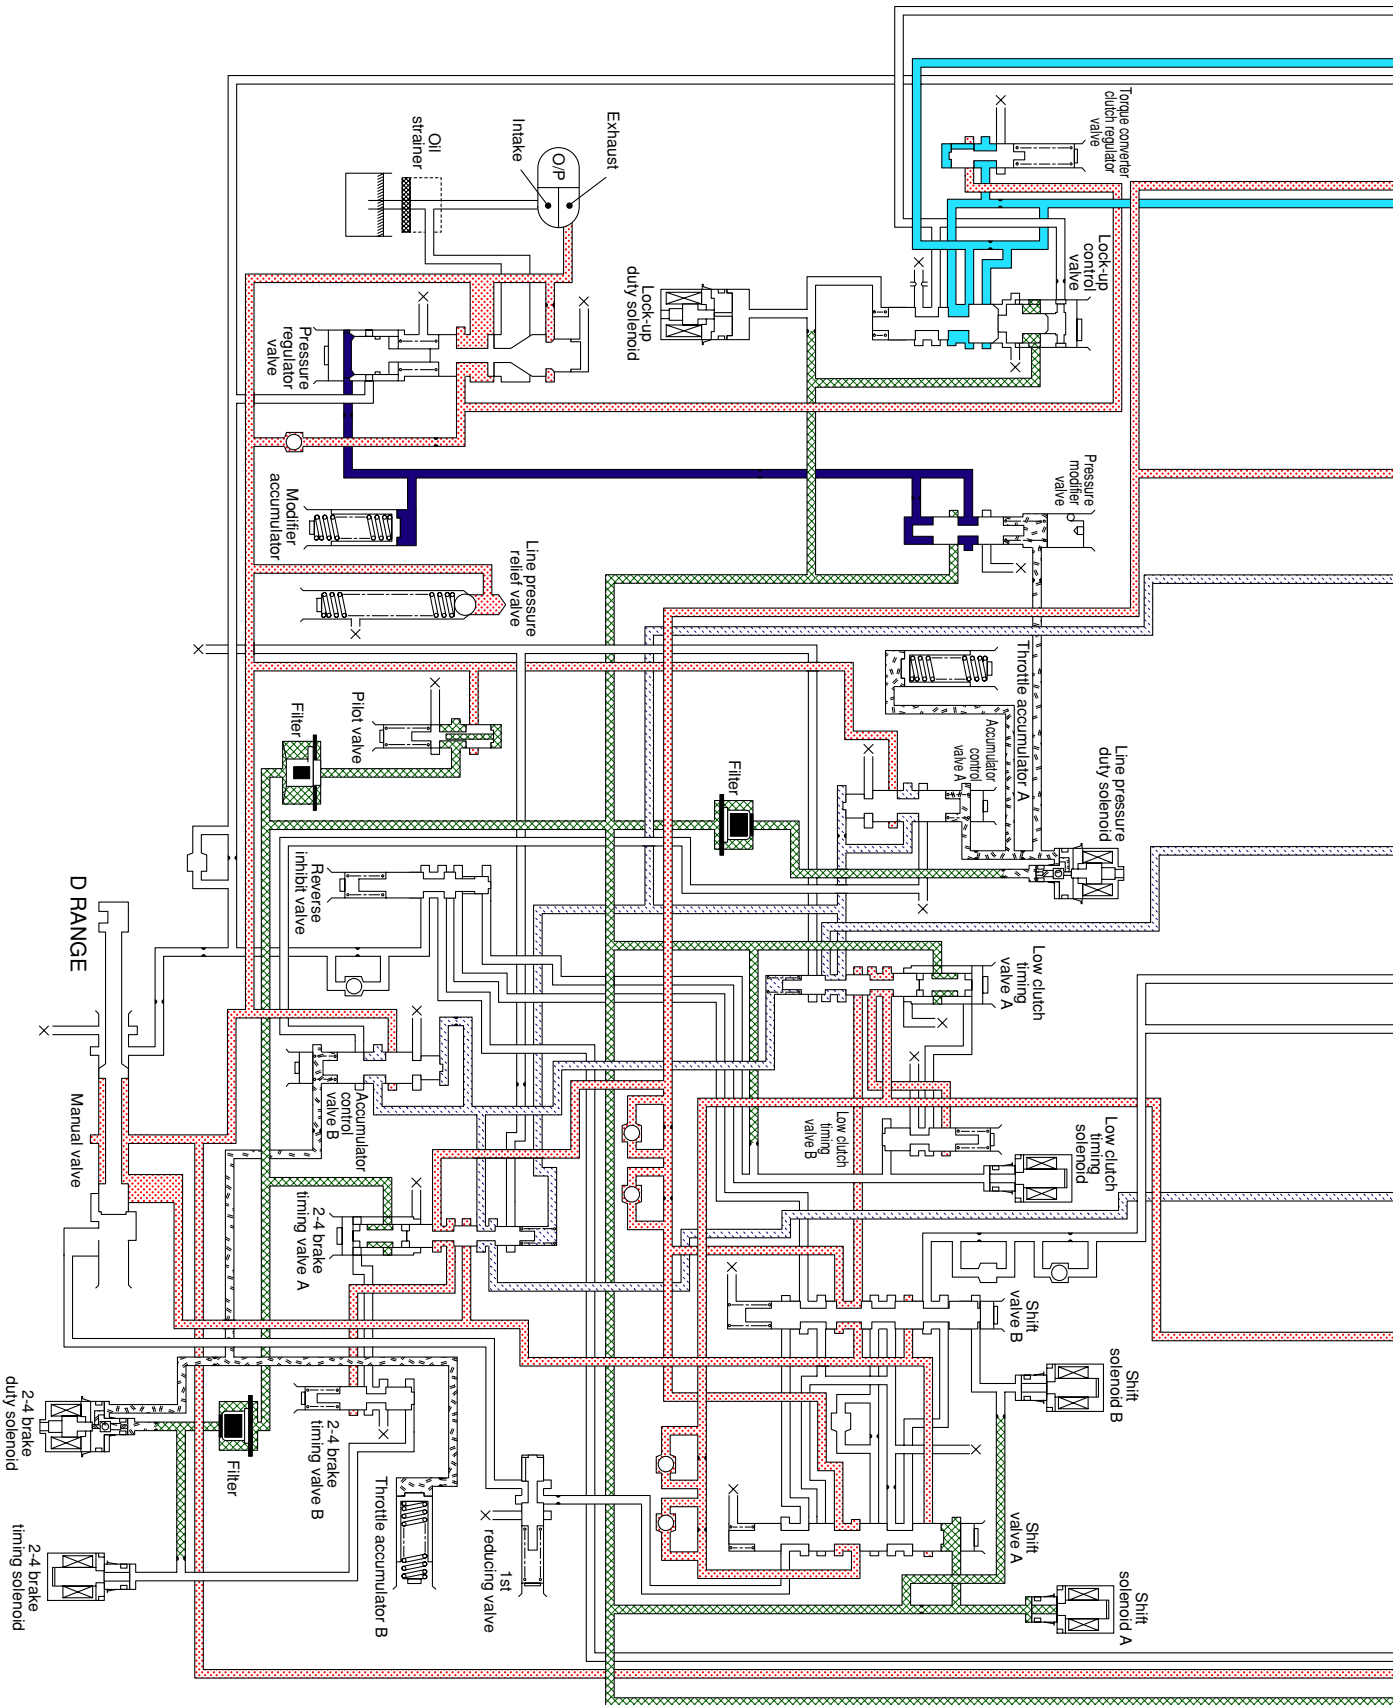 Torque converter
clutch regulator
valve
Exhaust
Intake
O/P
Oil
strainer
Lock-up
control
valve
Lock-up
duty solenoid
Pressure
regulator
valve
Pressure
modifier
valve
Modifier
accumulator
Line pressure
relief valve
Throttle accumulator A
Pilot valve
Filter
Accumulator
control
valve A
Line pressure
duty solenoid
Filter
Reverse
inhibit valve
D RANGE
Low clutch
timing
valve A
Accumulator
control
valve B
Manual valve
Low clutch
timing
valve B
Low clutch
timing
solenoid
2-4 brake
timing valve A
Shift
valve B
Shift
solenoid B
2-4 brake
duty solenoid
Filter
2-4 brake
timing valve B
Throttle accumulator B
1st
reducing valve
Shift
valve A
Shift
solenoid A
2-4 brake
timing solenoid